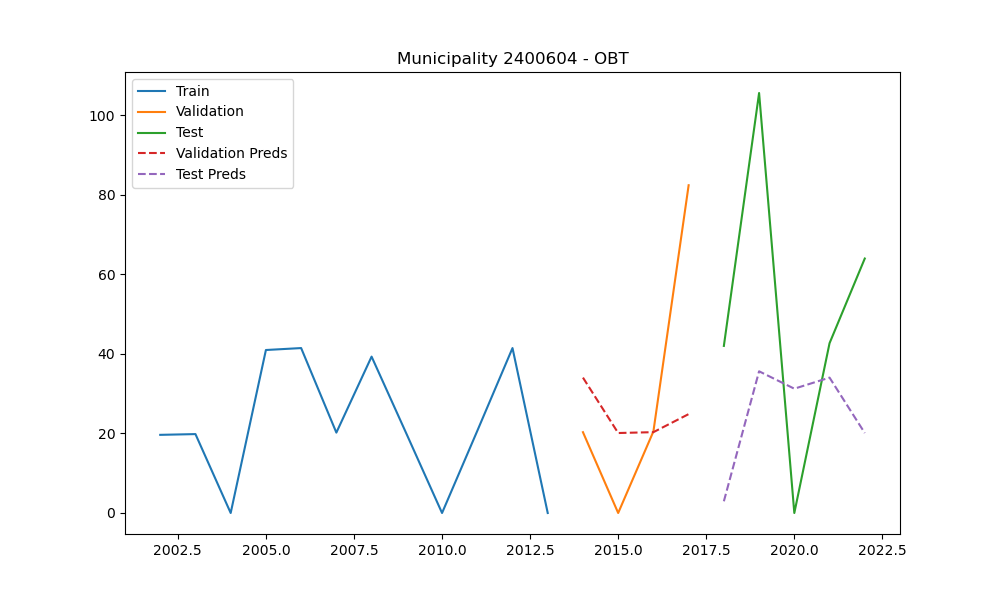 Municipality 2400604 - OBT
Train
Validation
Test
Validation Preds
Test Preds
100
80
60
40
20
0
2002.5 2005.0 2007.5 2010.0 2012.5 2015.0 2017.5 2020.0 2022.5